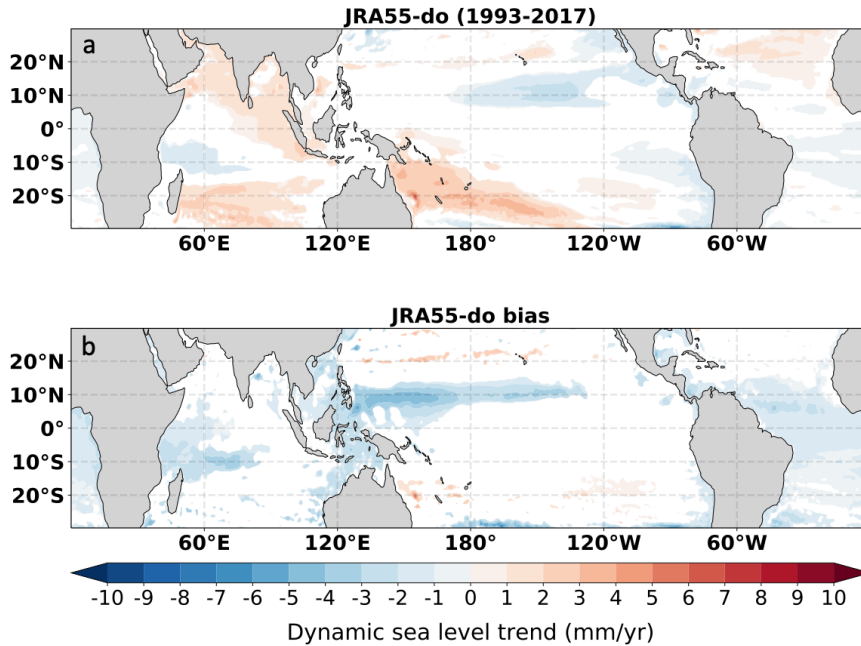 JRA55-do (1993-2017)
a
20°N
10°N
0°
10°S
20°S
60°E 120°E 180° 120°W 60°W
JRA55-do bias
b
20°N
10°N
0°
10°S
20°S
60°E 120°E 180° 120°W 60°W
-10 -9 -8 -7 -6 -5 -4 -3 -2 -1 0 1 2 3 4 5 6 7 8 9 10
Dynamic sea level trend (mm/yr)